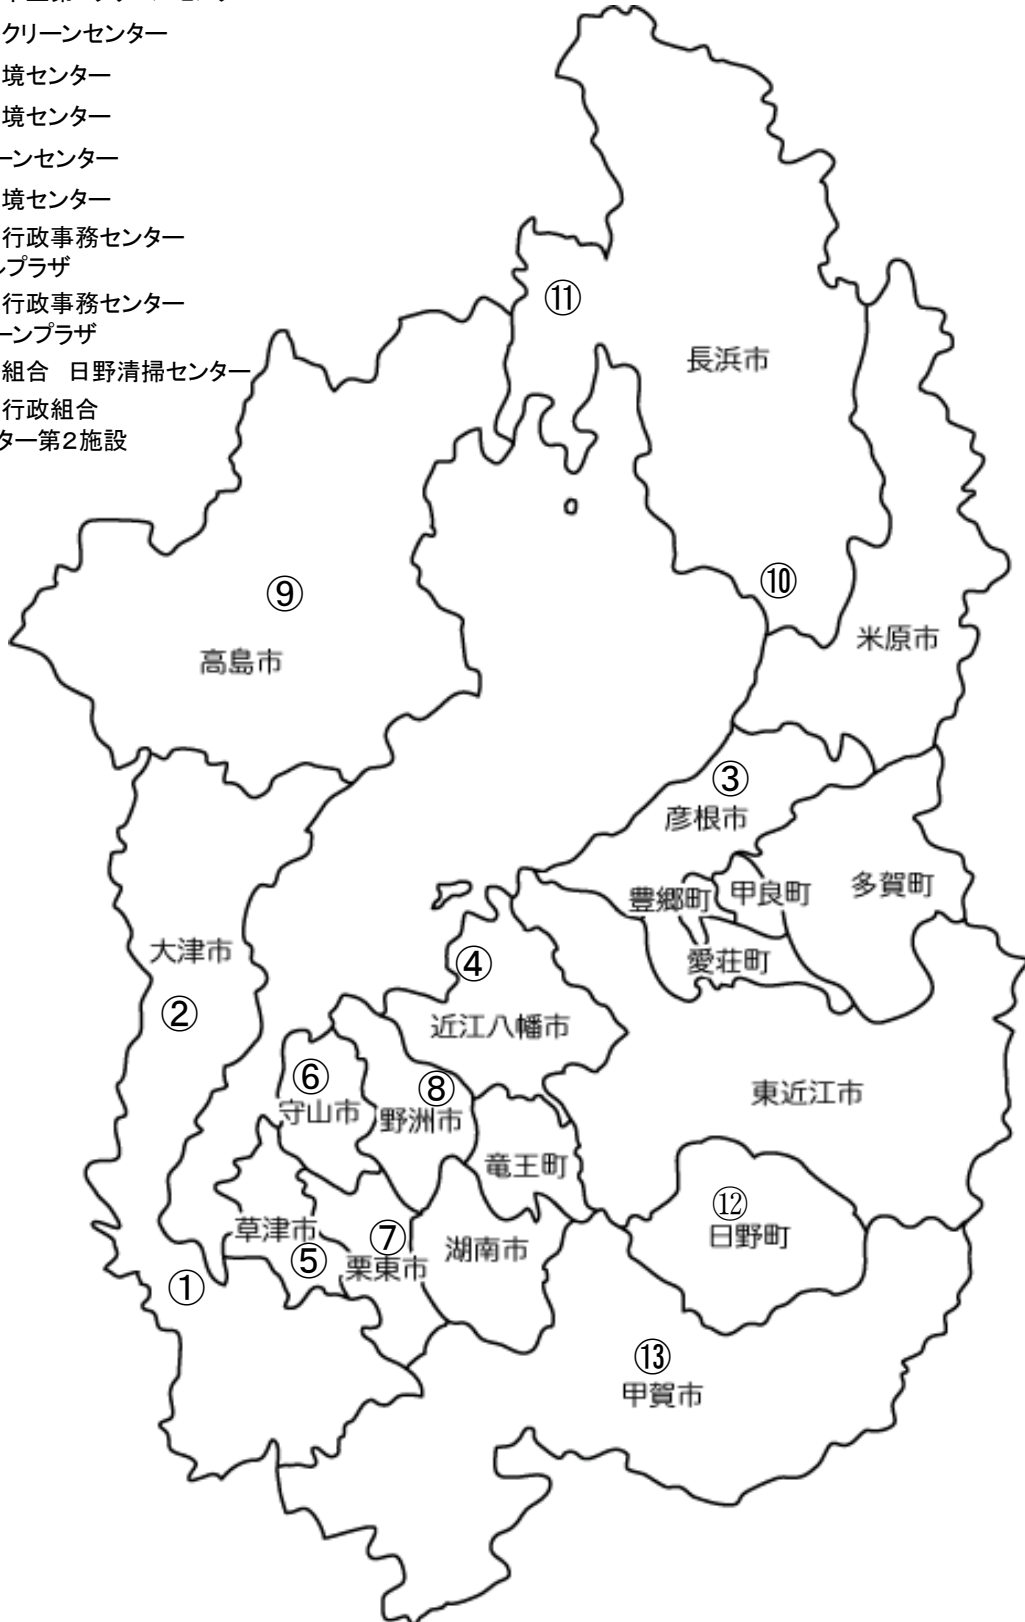 クリーンセンター
境センター
境センター
ーンセンター
境センター
行政事務センター
ルプラザ
行政事務センター
ーンプラザ
組合　日野清掃センター
行政組合
ター第2施設
⑪
長浜市
⑩
⑨
米原市
高島市
③
彦根市
豊郷町
甲良町
多賀町
大津市
④
愛荘町
②
近江八幡市
⑥
⑧
守山市
野洲市
東近江市
竜王町
⑫
草津市
⑦
日野町
⑤
栗東市
湖南市
①
⑬
甲賀市